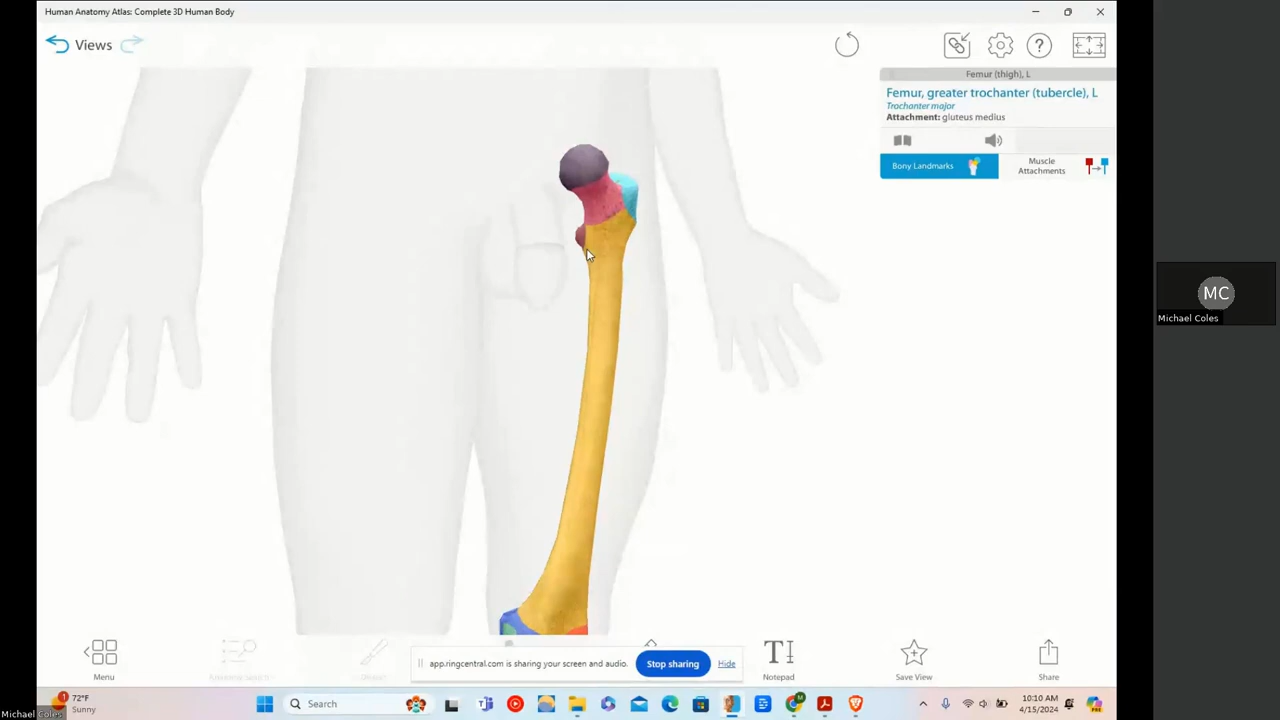 Human Anatomy Atlas: Complete 3D Human Body
Views
Femur (thigh), L
Femur, greater trochanter (tubercle), L
Trochanter major
Attachment: gluteus medius
Bony Landmarks
Muscle
Attachments
MC
Michael Coles
app.ringcentral.com is sharing your screen and audio.
Stop sharing
Hide
Menu
Notepad
Save View
Share
1
72°F
Sunny
Search
10:10 AM
4/15/2024
Michael Coles